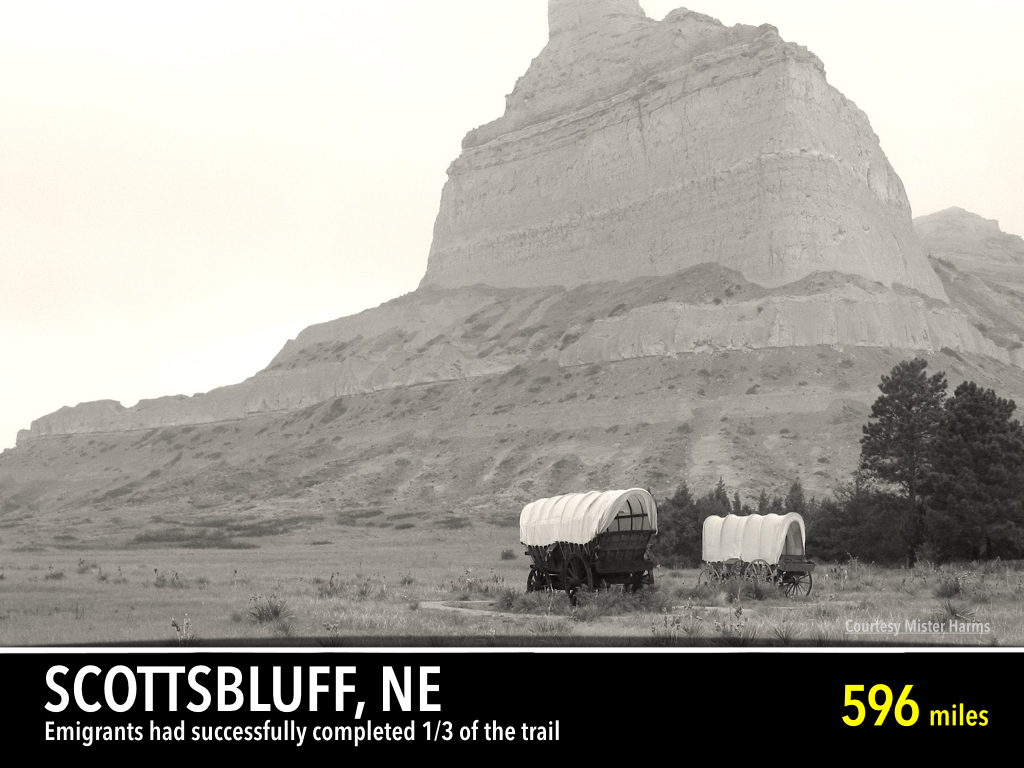 Courtesy Mister Harms
SCOTTSBLUFF, NE
Emigrants had successfully completed 1/3 of the trail
596 miles